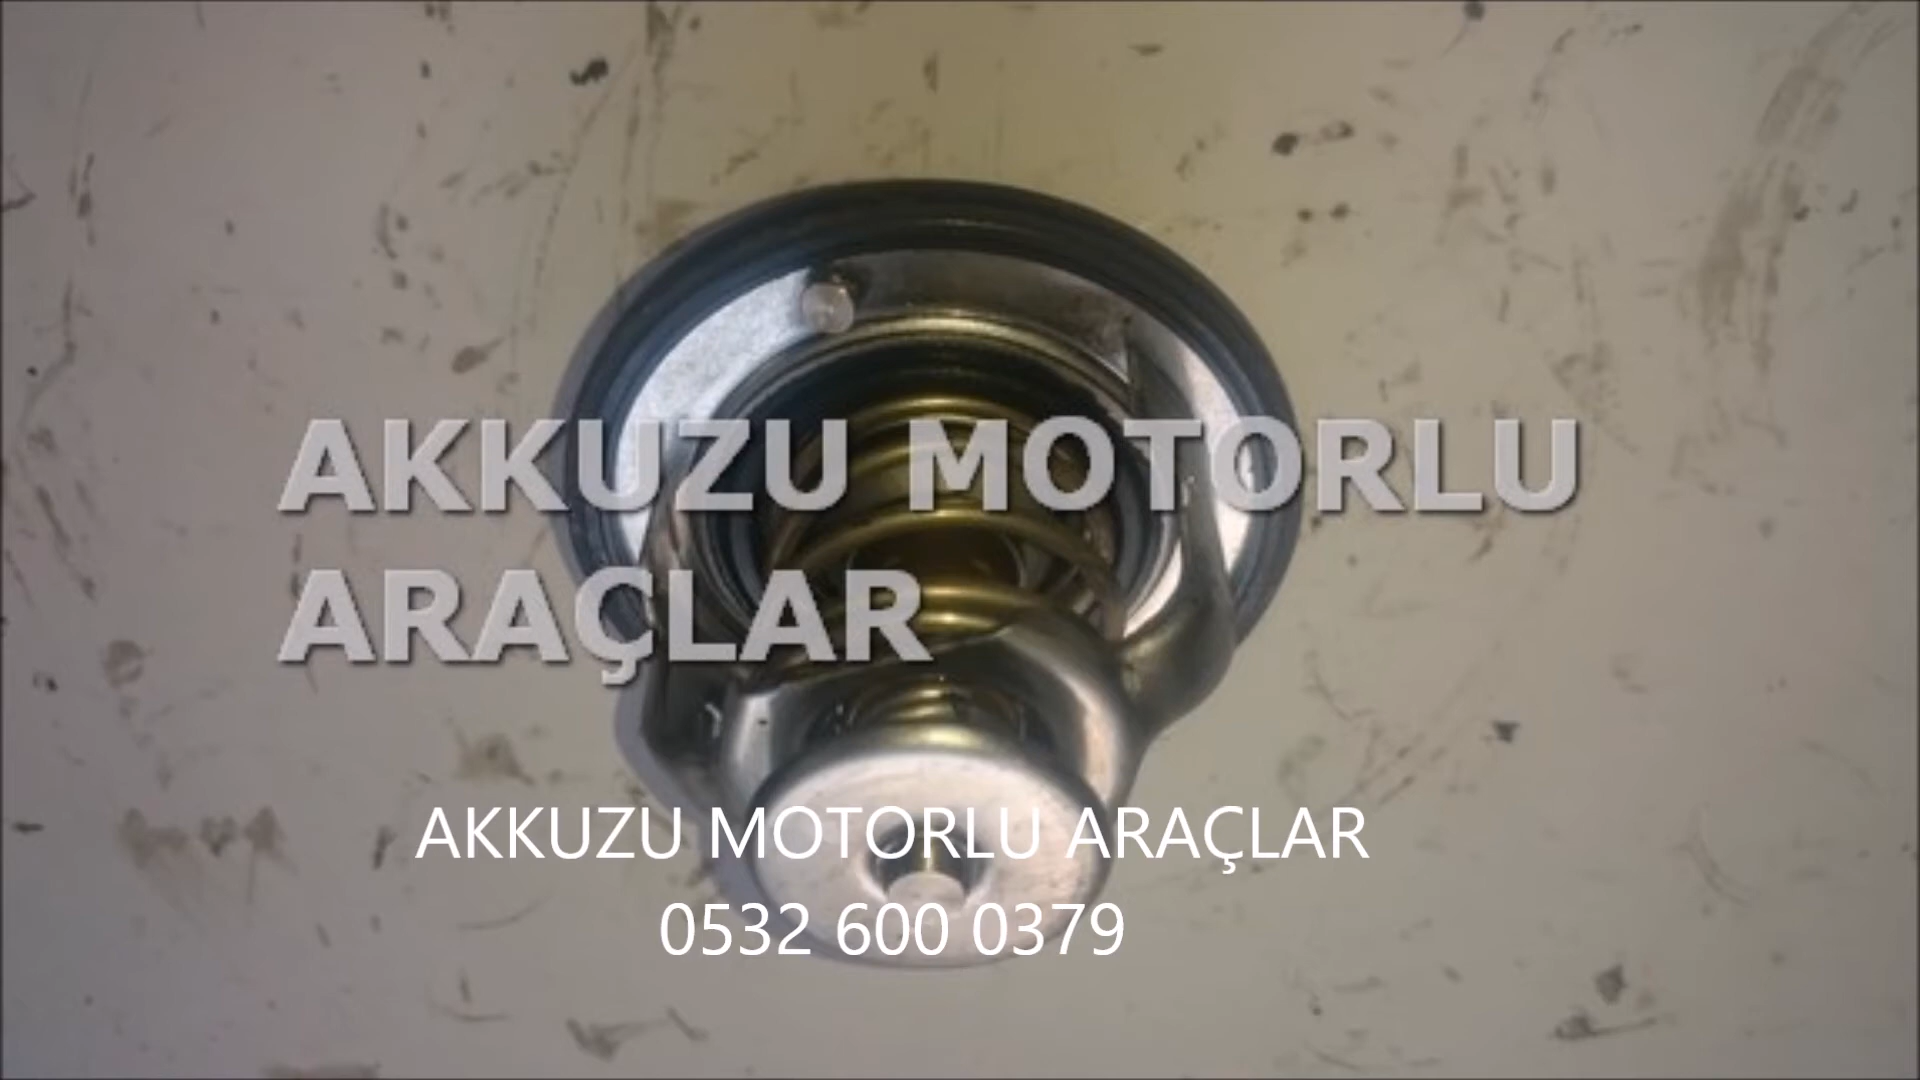 AKKUZU MOTORLU
ARAÇLAR
AKKUZU MOTORLU ARAÇLAR
0532 600 0379